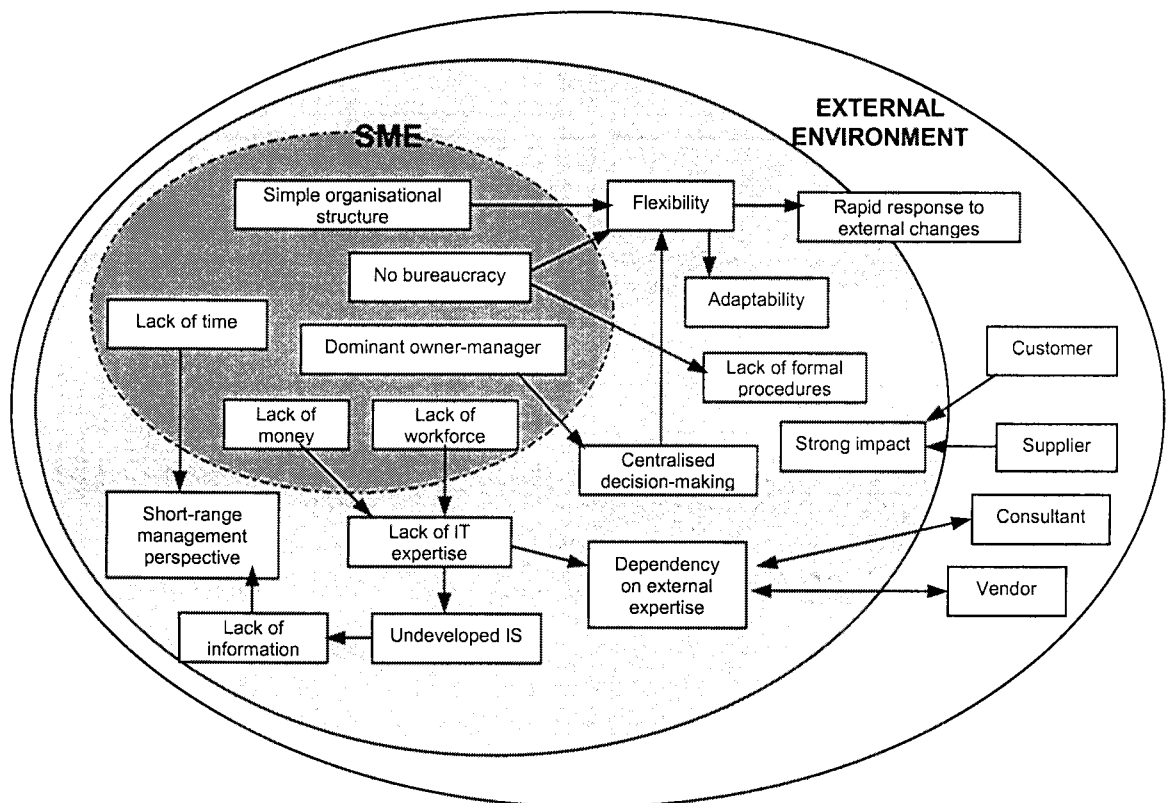 EXTERNAL
ENVIRONMENT
SME
Simple organisational
structure
Flexibility
Rapid response to
external changes
No bureaucracy
Adaptability
Lack of time
Dominant owner-manager
Lack of formal
procedures
Customer
Lack of
money
Lack of
workforce
Centralised
decision-making
Strong impact
Supplier
Short-range
management
perspective
Lack of IT
expertise
Dependency
on external
expertise
Consultant
Vendor
Lack of
information
Undeveloped IS